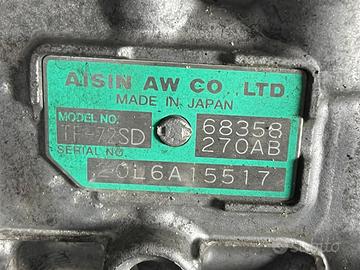 AISIN AW CO., LTD.
MADE IN JAPAN
MODEL NO.
TF-72SD
68358
270AB
SERIAL NO.
20L6A15517